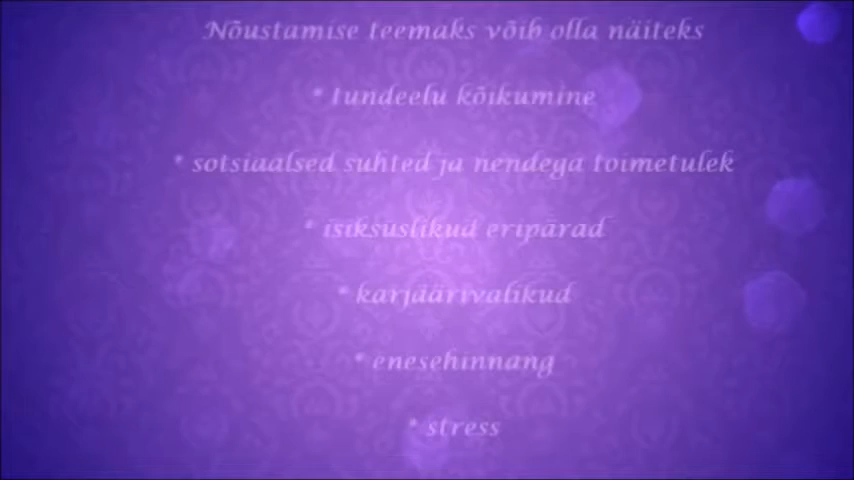 Nõustamise teemaks võib olla näiteks
* tundeelu kõikumine
* sotsiaalsed suhted ja nendega toimetulek
* isiksuslikud eripärad
* karjäärivalikud
* enesehinnang
* stress